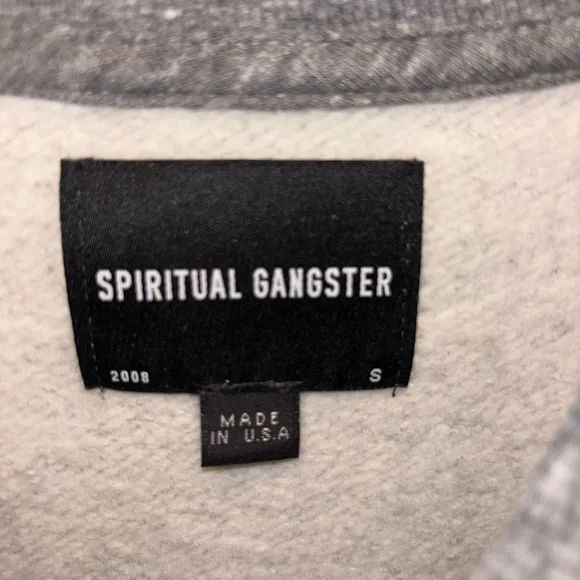 SPIRITUAL GANGSTER
2008 S
MADE
IN U.S.A